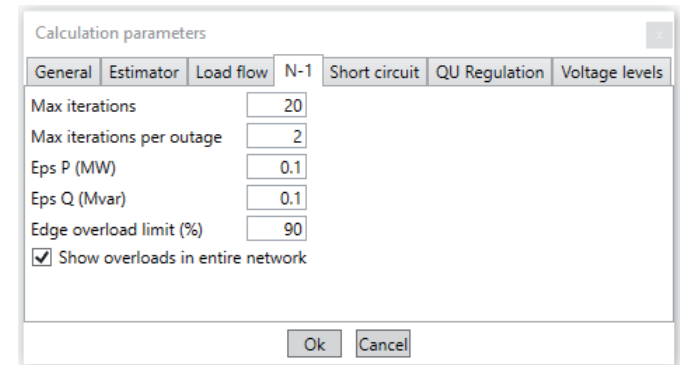 Calculation parameters x
General Estimator Load flow N-1 Short circuit QU Regulation Voltage levels
Max iterations 20
Max iterations per outage 2
Eps P (MW) 0.1
Eps Q (Mvar) 0.1
Edge overload limit (%) 90
Show overloads in entire network
Ok Cancel